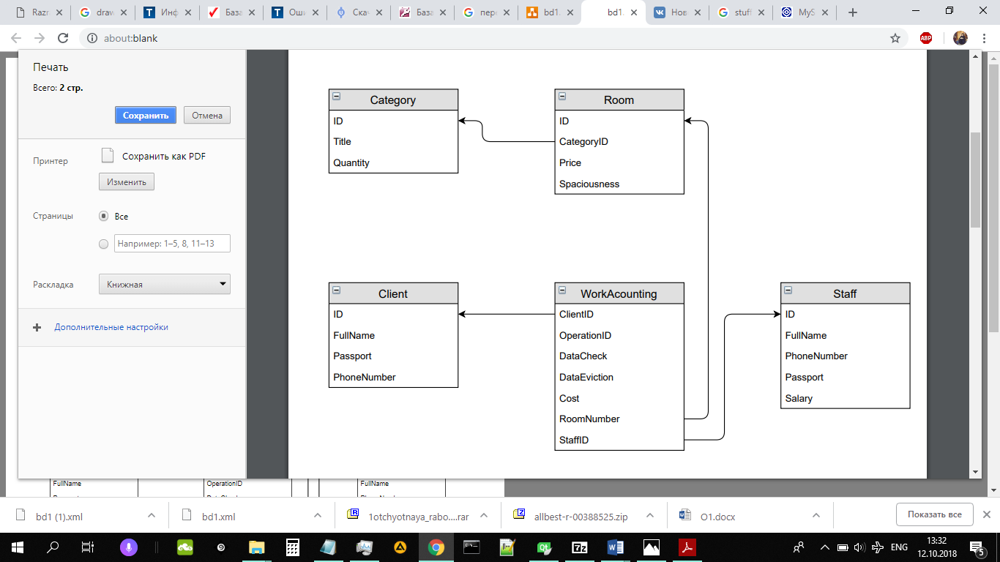 Razr
draw
Инф
База
Оши
Скач
База
перс
bd1.
bd1.
Нов
stuff
MyS
about:blank
ABP
Печать
Всего: 2 стр.
Сохранить
Отмена
Принтер
Сохранить как PDF
Изменить
Страницы
Все
Например: 1–5, 8, 11–13
Раскладка
Книжная
Дополнительные настройки
Category
ID
Title
Quantity
Room
ID
CategoryID
Price
Spaciousness
Client
ID
FullName
Passport
PhoneNumber
WorkAcounting
ClientID
OperationID
DataCheck
DataEviction
Cost
RoomNumber
StaffID
Staff
ID
FullName
PhoneNumber
Passport
Salary
FullName
OperationID
FullName
bd1 (1).xml
bd1.xml
1otchyotnaya_rabo....rar
allbest-r-00388525.zip
O1.docx
Показать все
ENG
13:32
12.10.2018
5